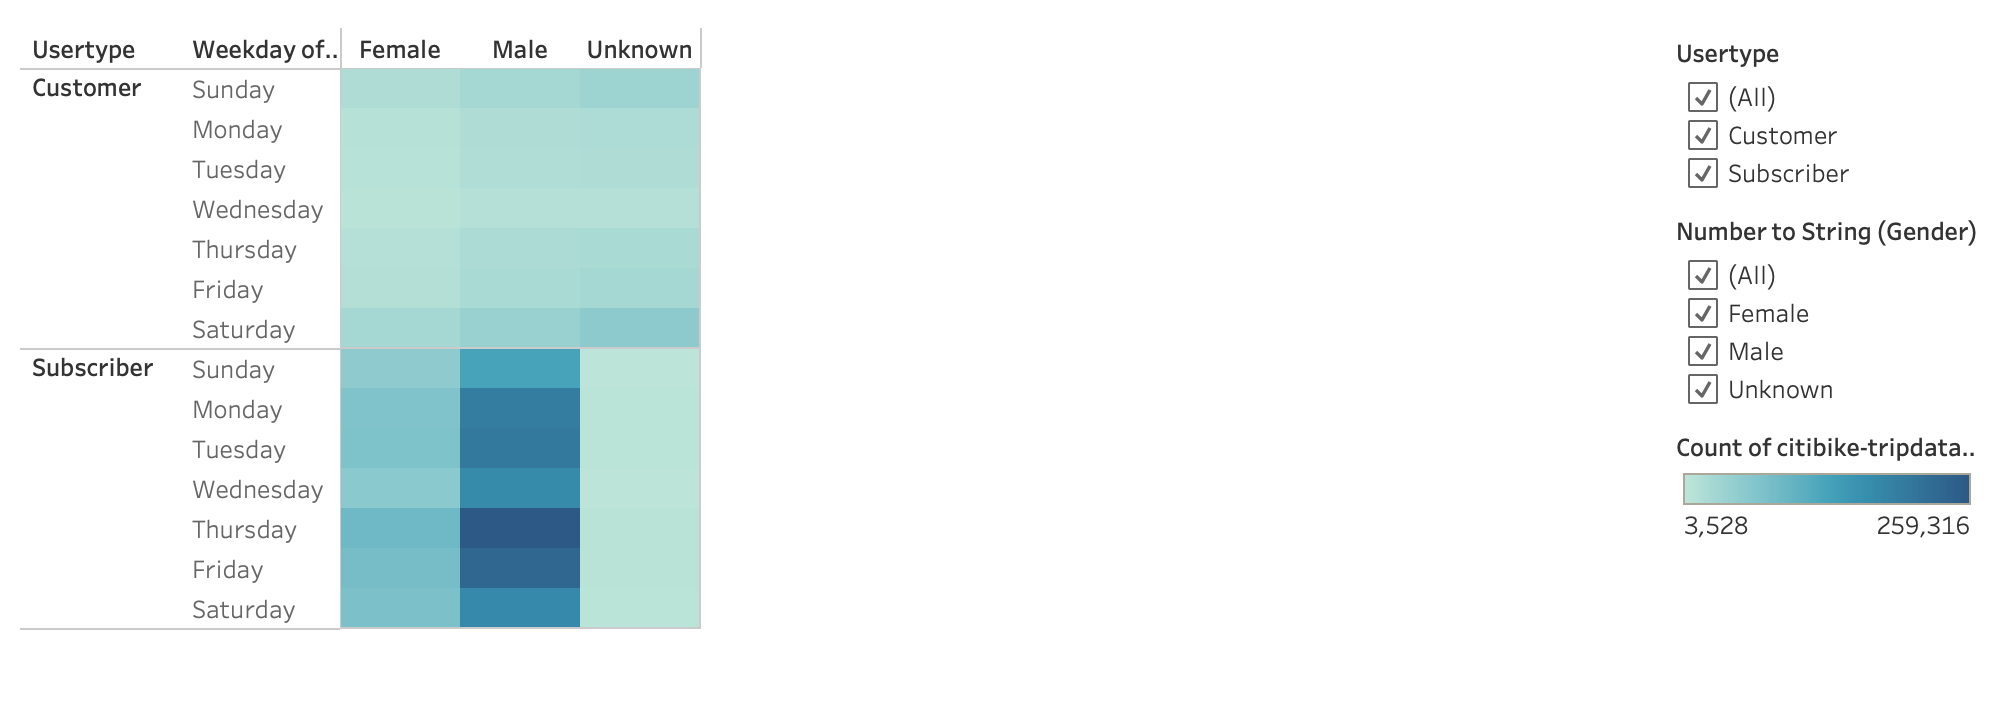 Usertype Weekday of.. Female Male Unknown
Customer Sunday
Monday
Tuesday
Wednesday
Thursday
Friday
Saturday
Subscriber Sunday
Monday
Tuesday
Wednesday
Thursday
Friday
Saturday
Usertype
(All)
Customer
Subscriber
Number to String (Gender)
(All)
Female
Male
Unknown
Count of citibike-tripdata..
3,528 259,316